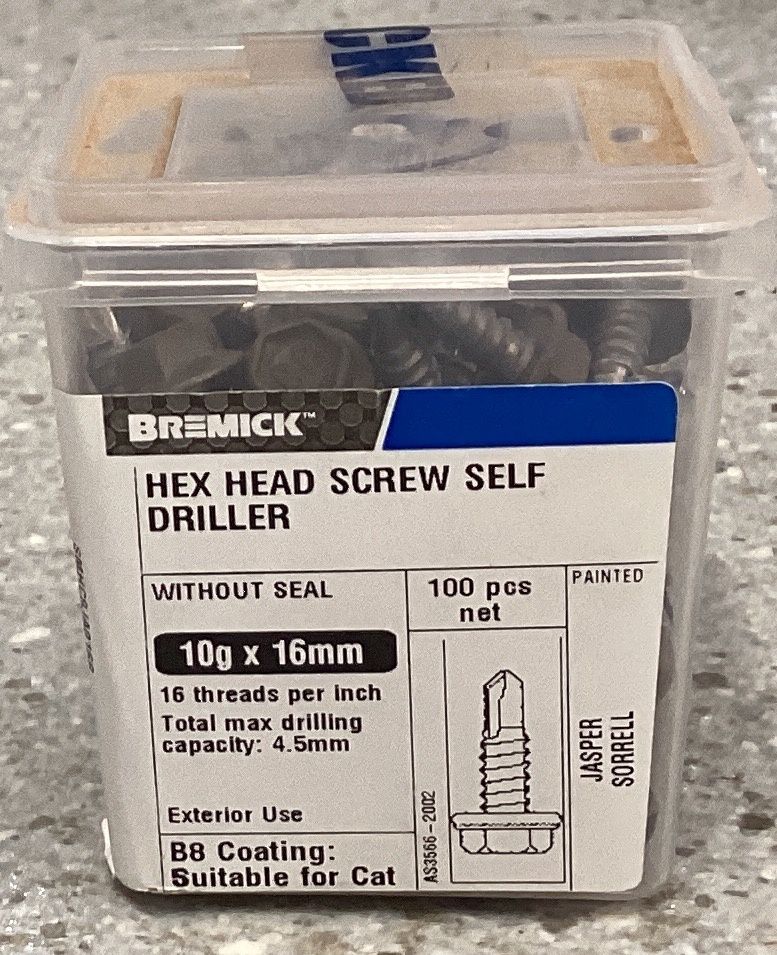 BREMICK™
HEX HEAD SCREW SELF
DRILLER
WITHOUT SEAL
100 pcs
net
PAINTED
10g x 16mm
16 threads per inch
Total max drilling
capacity: 4.5mm
Exterior Use
B8 Coating:
Suitable for Cat
AS3566-2002
JASPER
SORRELL